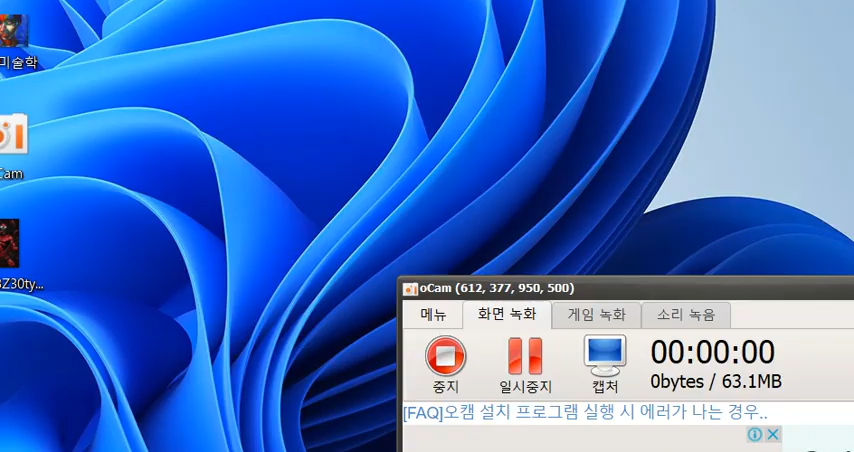 미술학
Cam
Z30ty...
oCam (612, 377, 950, 500)
메뉴 화면 녹화 게임 녹화 소리 녹음
중지 일시중지 캡처
00:00:00
0bytes / 63.1MB
[FAQ]오캠 설치 프로그램 실행 시 에러가 나는 경우..